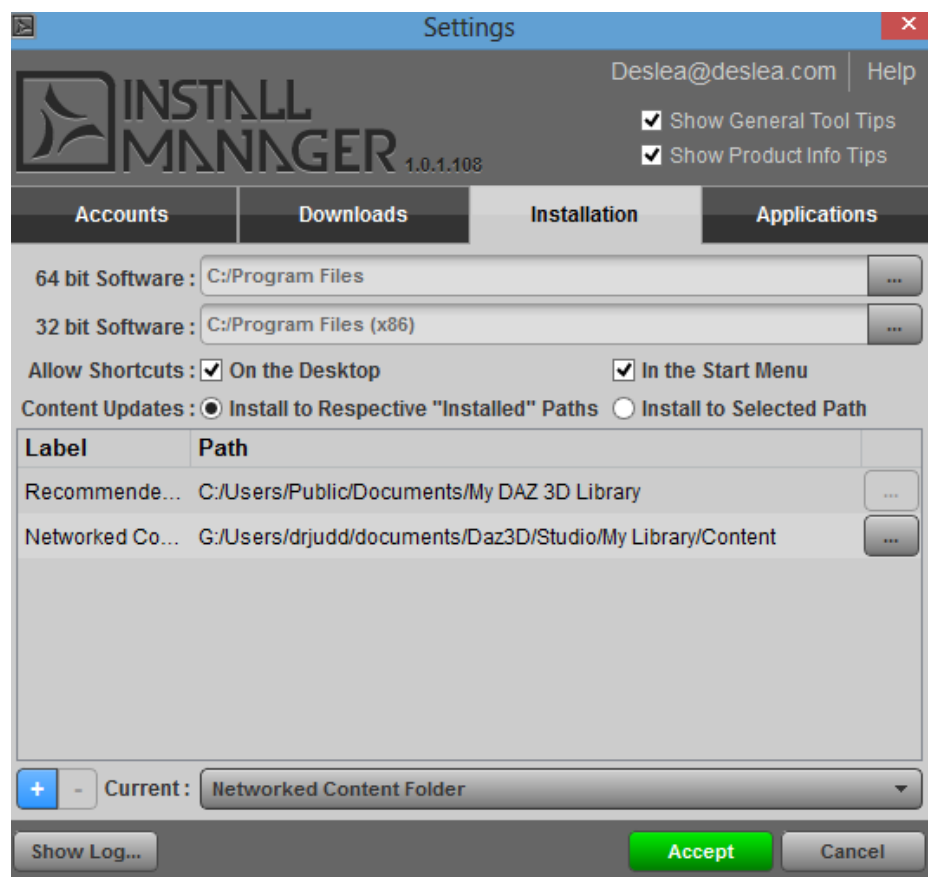 Settings
Deslea@deslea.com Help
INSTALL
MANAGER 1.0.1.108
Show General Tool Tips
Show Product Info Tips
Accounts Downloads Installation Applications
64 bit Software : C:/Program Files ...
32 bit Software : C:/Program Files (x86) ...
Allow Shortcuts : On the Desktop In the Start Menu
Content Updates : Install to Respective "Installed" Paths Install to Selected Path
Label Path
Recommende... C:/Users/Public/Documents/My DAZ 3D Library ...
Networked Co... G:/Users/drjudd/documents/Daz3D/Studio/My Library/Content ...
+ - Current : Networked Content Folder
Show Log... Accept Cancel